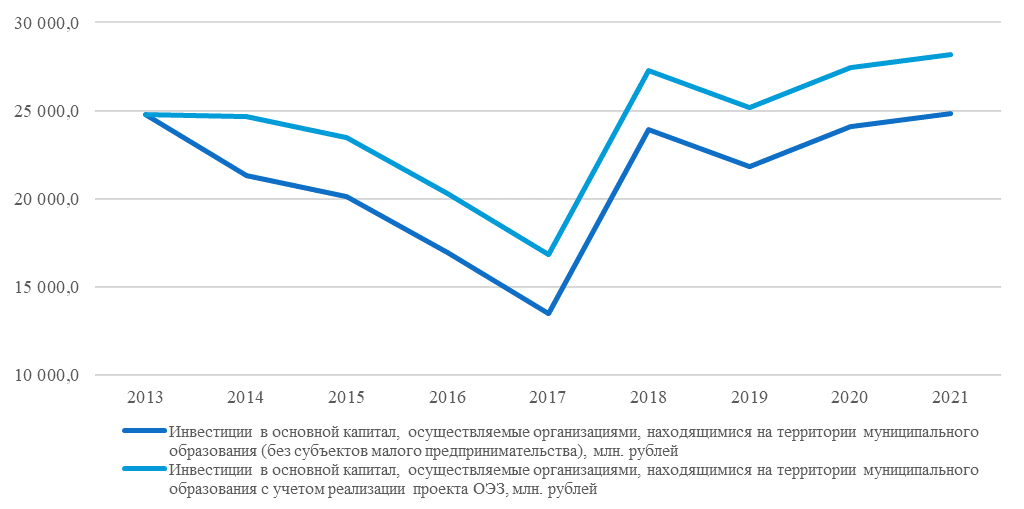 30 000,0
25 000,0
20 000,0
15 000,0
10 000,0
2013 2014 2015 2016 2017 2018 2019 2020 2021
Инвестиции в основной капитал, осуществляемые организациями, находящимися на территории муниципального
образования (без субъектов малого предпринимательства), млн. рублей
Инвестиции в основной капитал, осуществляемые организациями, находящимися на территории муниципального
образования с учетом реализации проекта ОЭЗ, млн. рублей